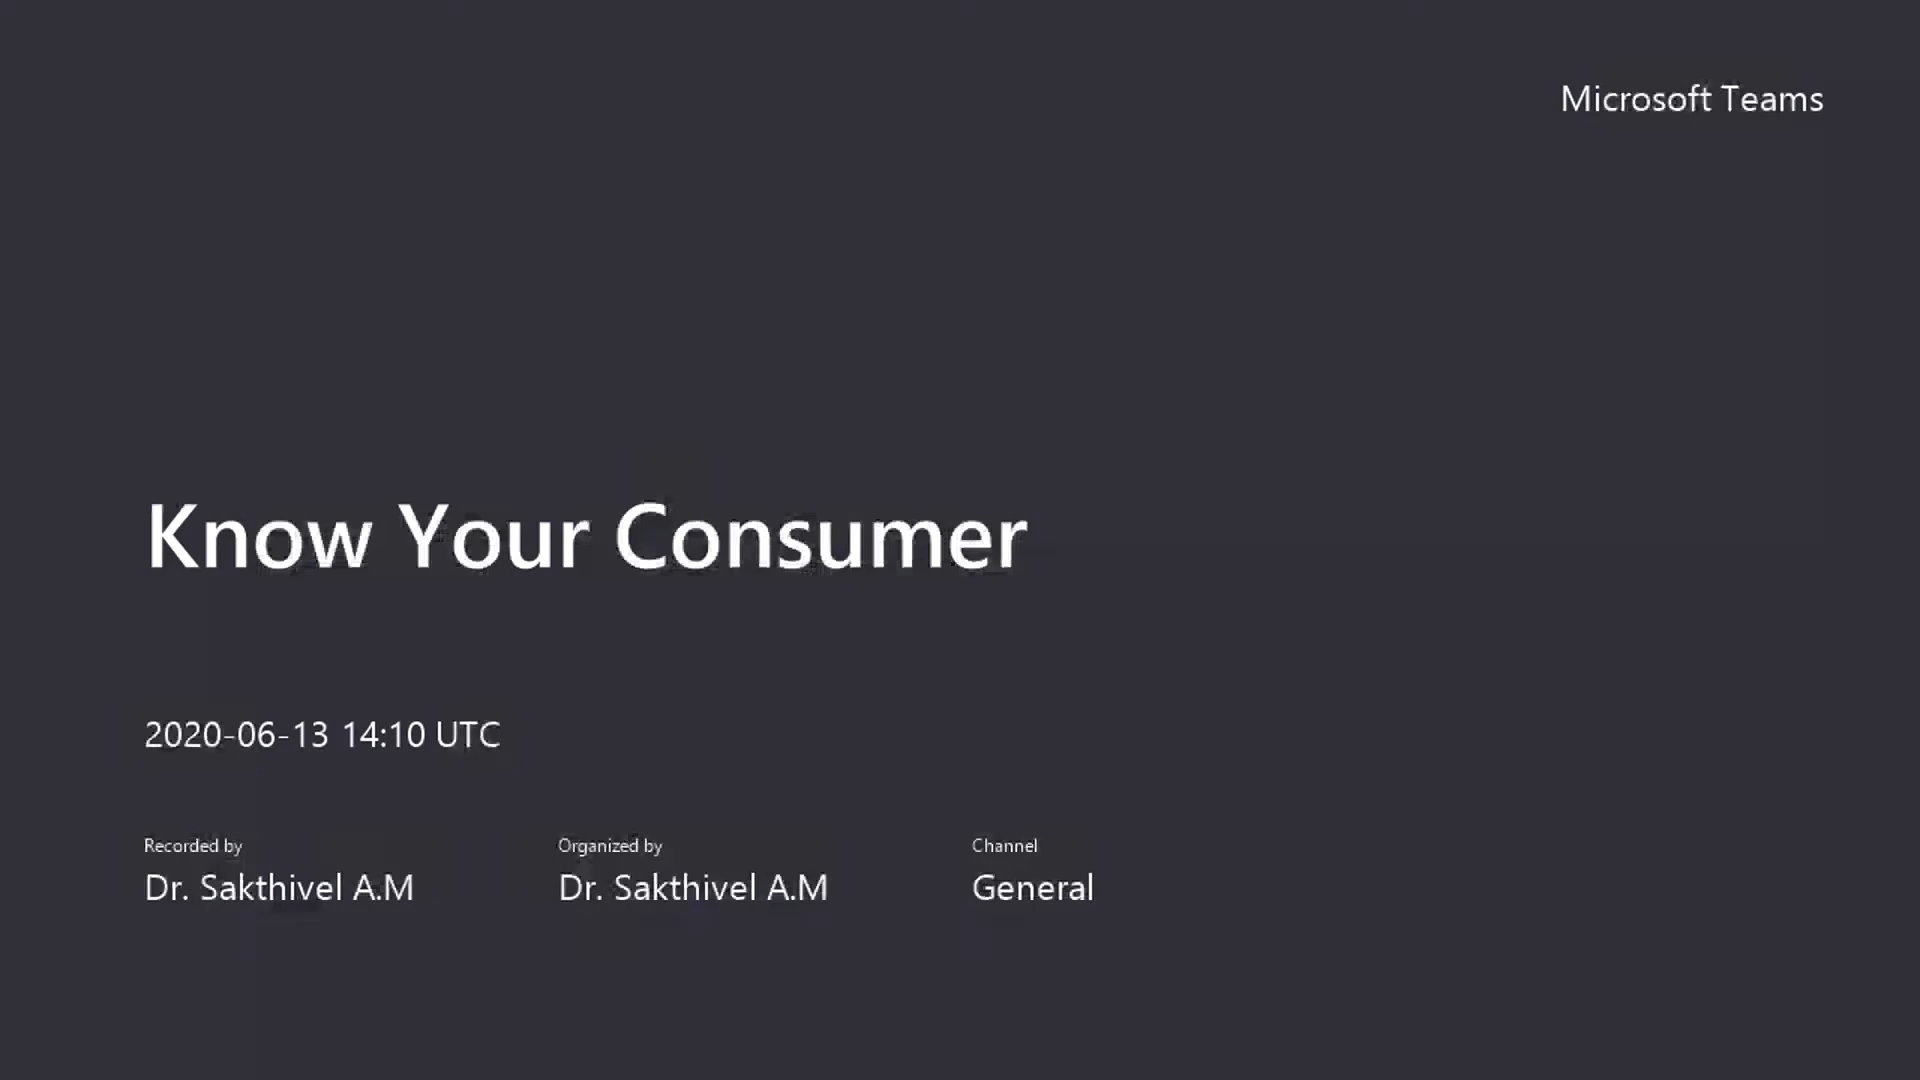 Microsoft Teams
Know Your Consumer
2020-06-13 14:10 UTC
Recorded by
Dr. Sakthivel A.M
Organized by
Dr. Sakthivel A.M
Channel
General